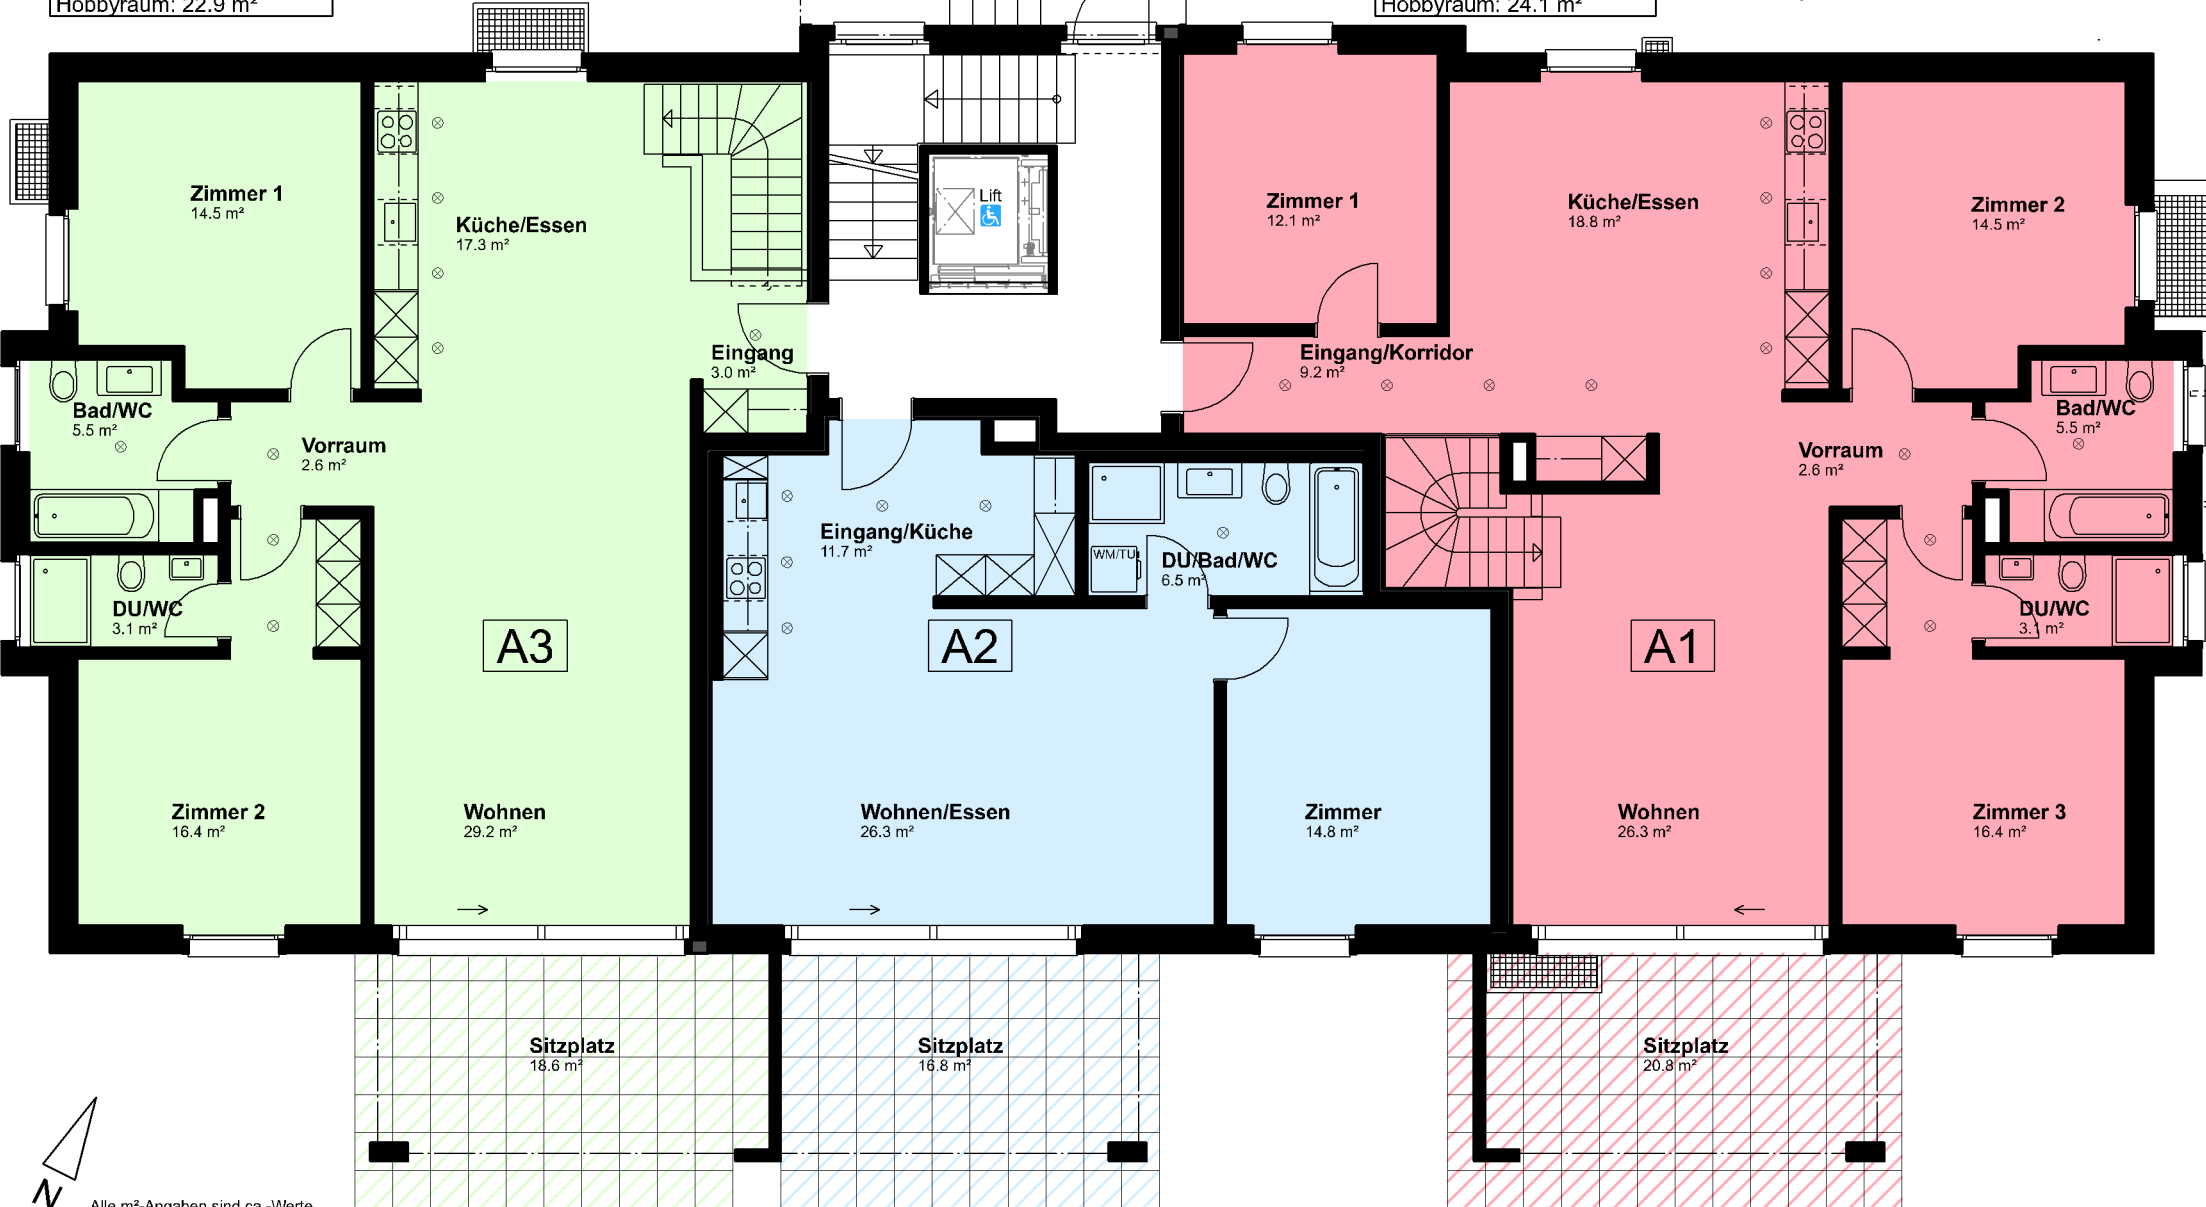 Hobbyraum: 22.9 m²
Hobbyraum: 24.1 m²
Zimmer 1
14.5 m²
Küche/Essen
17.3 m²
Lift
Zimmer 1
12.1 m²
Küche/Essen
18.8 m²
Zimmer 2
14.5 m²
Eingang
3.0 m²
Eingang/Korridor
9.2 m²
Bad/WC
5.5 m²
Vorraum
2.6 m²
Bad/WC
5.5 m²
Vorraum
2.6 m²
Eingang/Küche
11.7 m²
WM/TU
DU/Bad/WC
6.5 m²
DU/WC
3.1 m²
DU/WC
3.1 m²
A3
A2
A1
Zimmer 2
16.4 m²
Wohnen
29.2 m²
Wohnen/Essen
26.3 m²
Zimmer
14.8 m²
Wohnen
26.3 m²
Zimmer 3
16.4 m²
Sitzplatz
18.6 m²
Sitzplatz
16.8 m²
Sitzplatz
20.8 m²
N
Alle m²-Angaben sind ca.-Werte